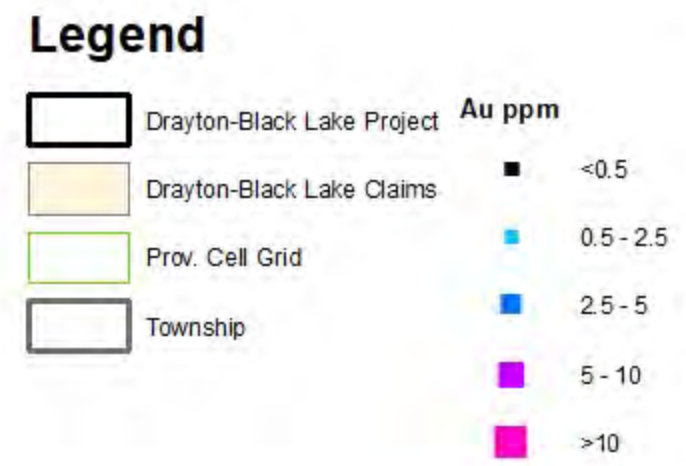 Legend
Drayton-Black Lake Project
Drayton-Black Lake Claims
Prov. Cell Grid
Township
Au ppm
<0.5
0.5 - 2.5
2.5 - 5
5 - 10
>10